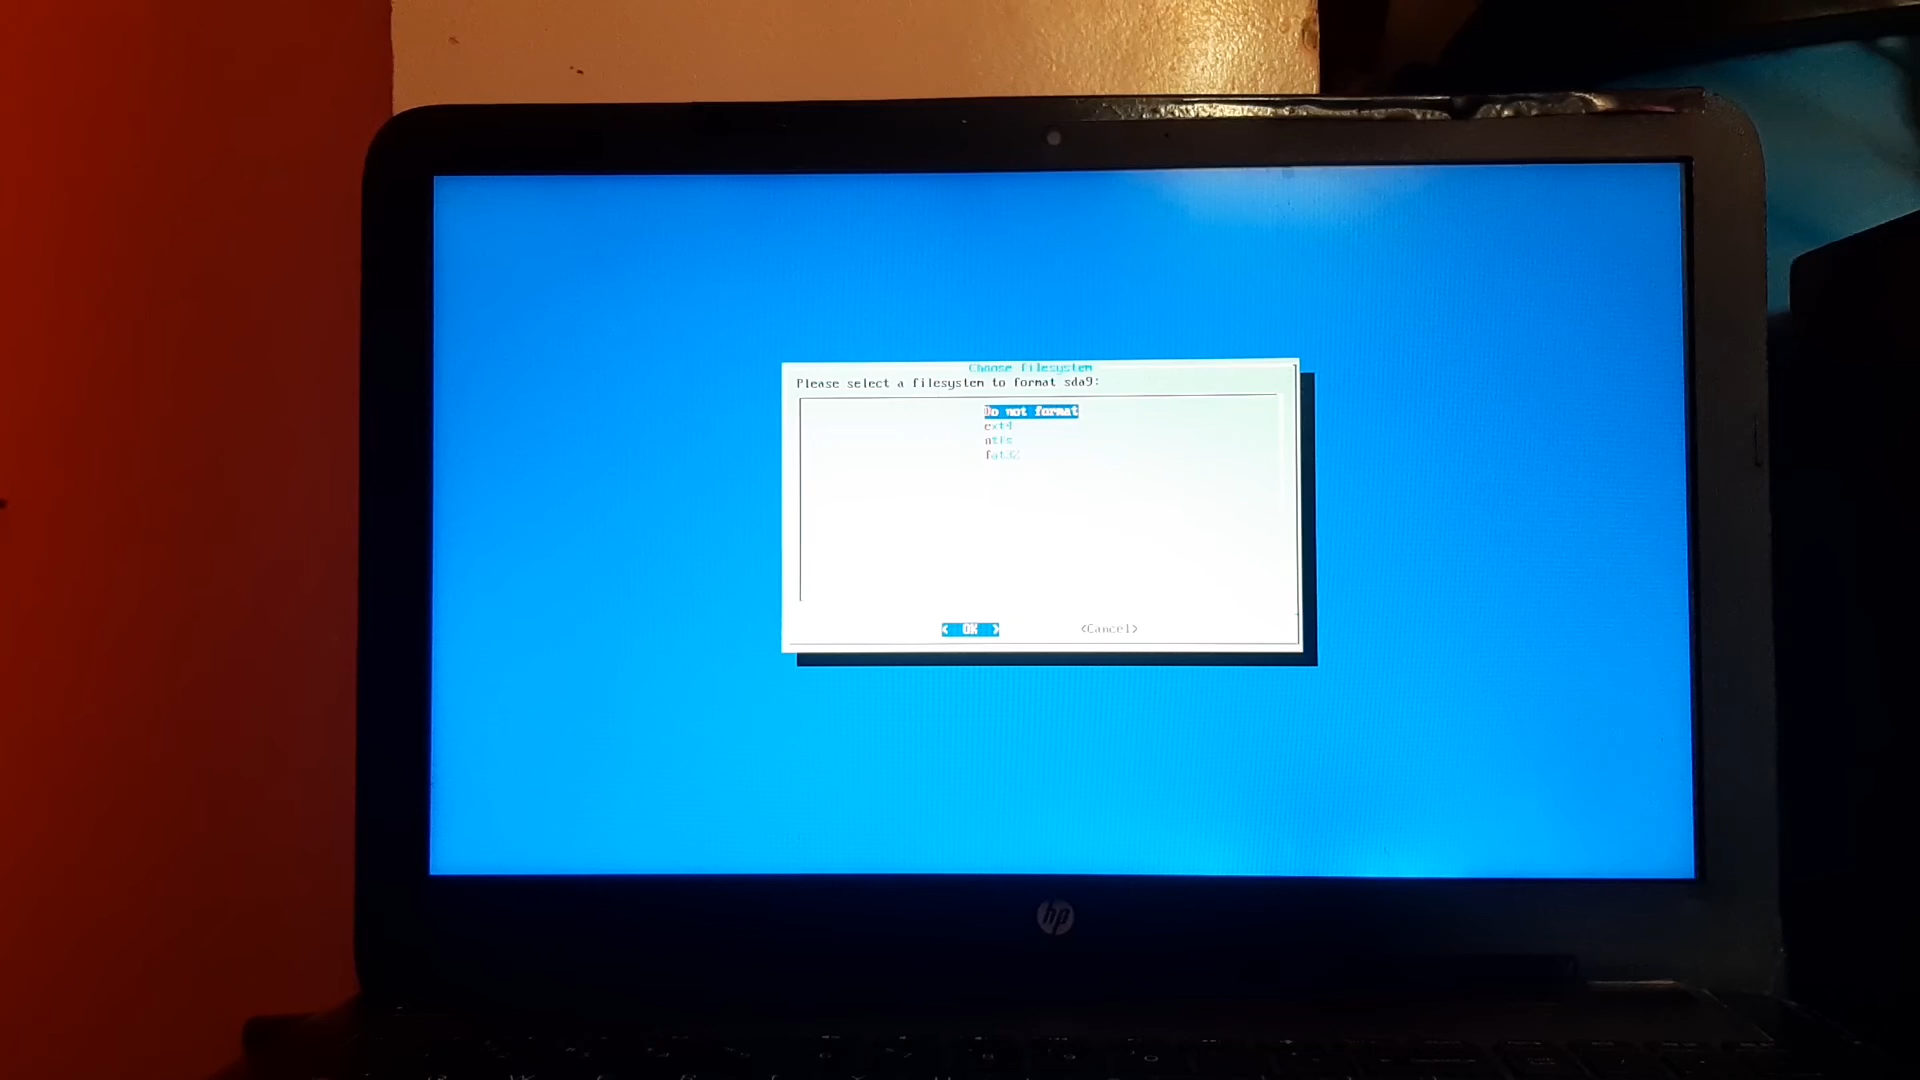 Choose filesystem
Please select a filesystem to format sda9:
Do not format
ext4
ntfs
fat32
< OK > <Cancel>
hp